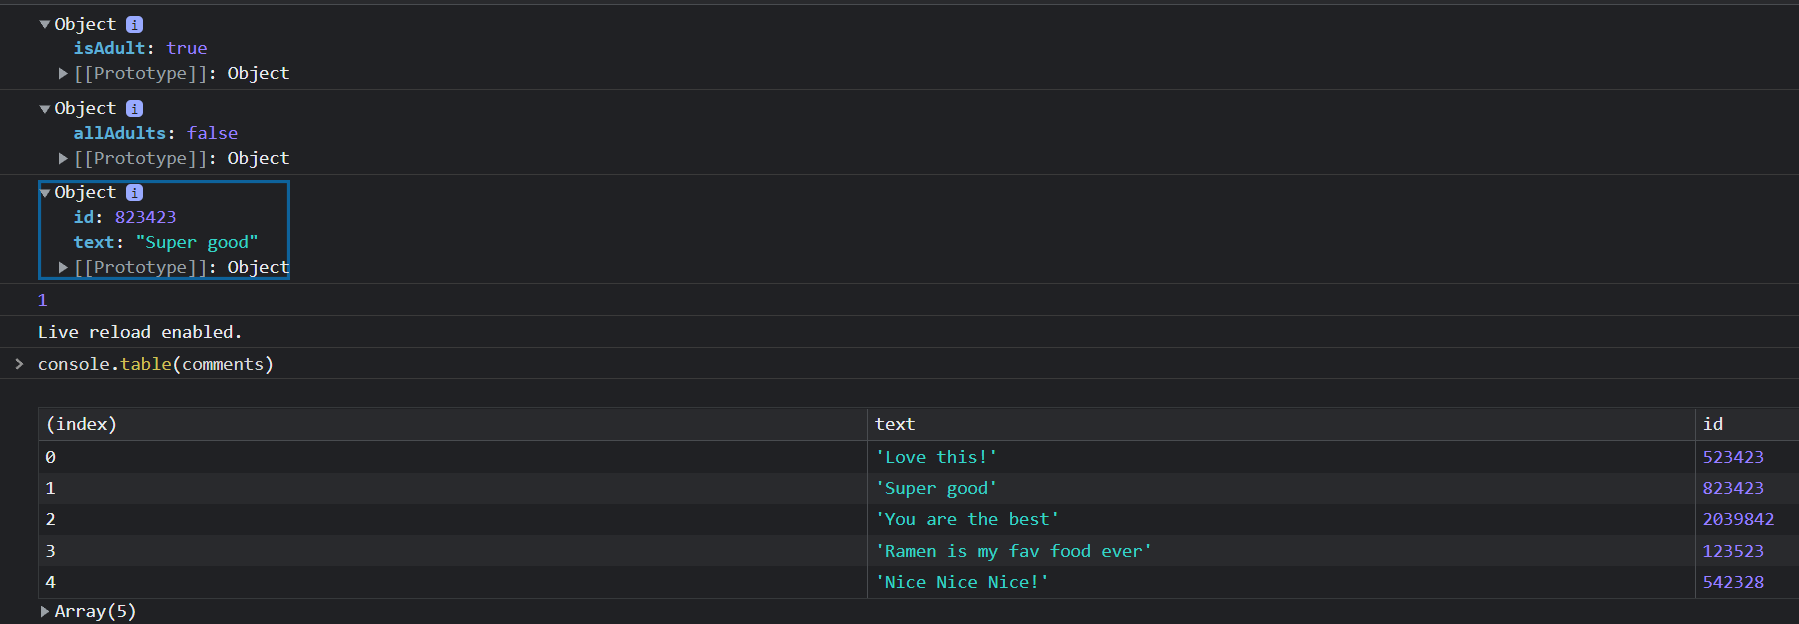 ▼Object i
isAdult: true
▶[[Prototype]]: Object
▼Object i
allAdults: false
▶[[Prototype]]: Object
▼Object i
id: 823423
text: "Super good"
▶[[Prototype]]: Object
1
Live reload enabled.
> console.table(comments)
(index) text id
0 'Love this!' 523423
1 'Super good' 823423
2 'You are the best' 2039842
3 'Ramen is my fav food ever' 123523
4 'Nice Nice Nice!' 542328
▶Array(5)